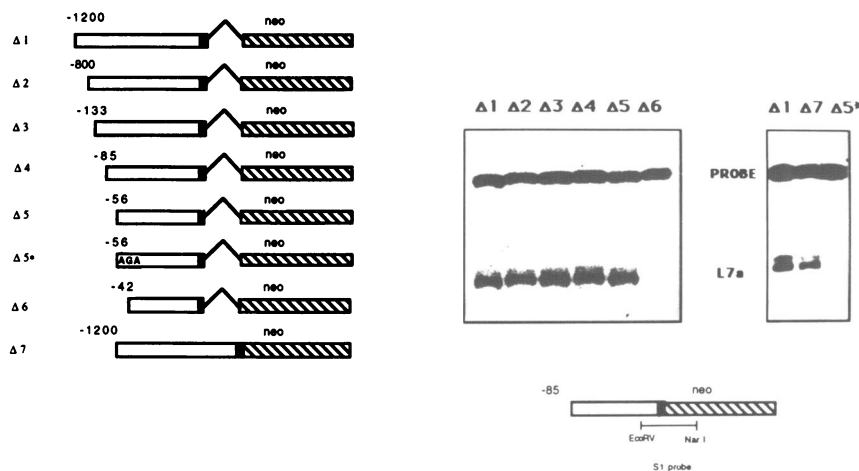 -1200 neo
Δ1
-800 neo
Δ2
-133 neo
Δ3
-85 neo
Δ4
-56 neo
Δ5
-56 neo
Δ5* AGA
-42 neo
Δ6
-1200 neo
Δ7
Δ1 Δ2 Δ3 Δ4 Δ5 Δ6
Δ1 Δ7 Δ5*
PROBE
L7a
-85 neo
EcoRV Nar I
S1 probe